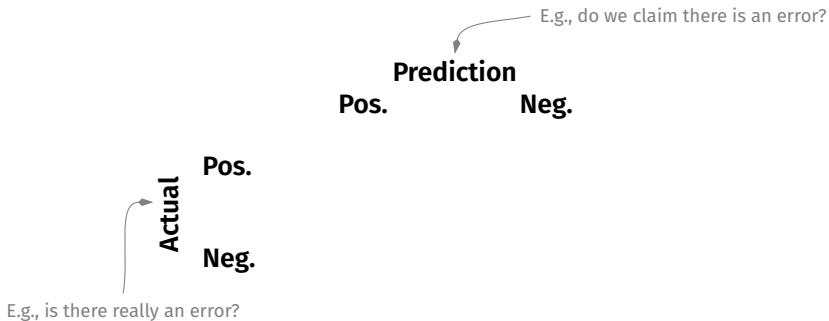 E.g., do we claim there is an error?
Prediction
Pos. Neg.
Pos.
Actual
Neg.
E.g., is there really an error?